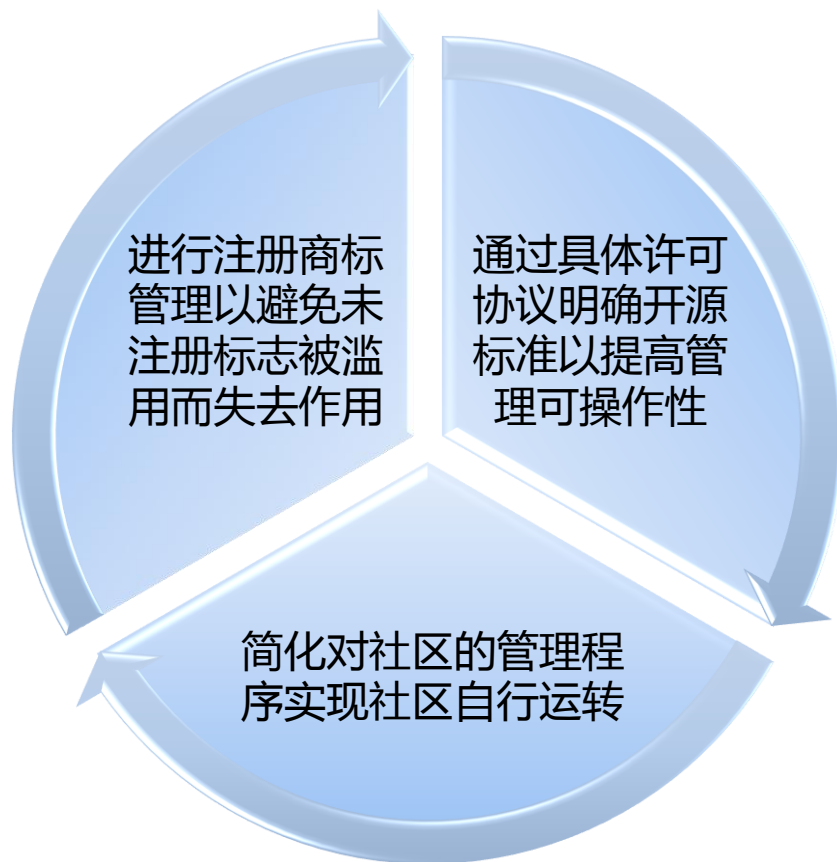 进行注册商标
管理以避免未
注册标志被滥
用而失去作用
通过具体许可
协议明确开源
标准以提高管
理可操作性
简化对社区的管理程
序实现社区自行运转